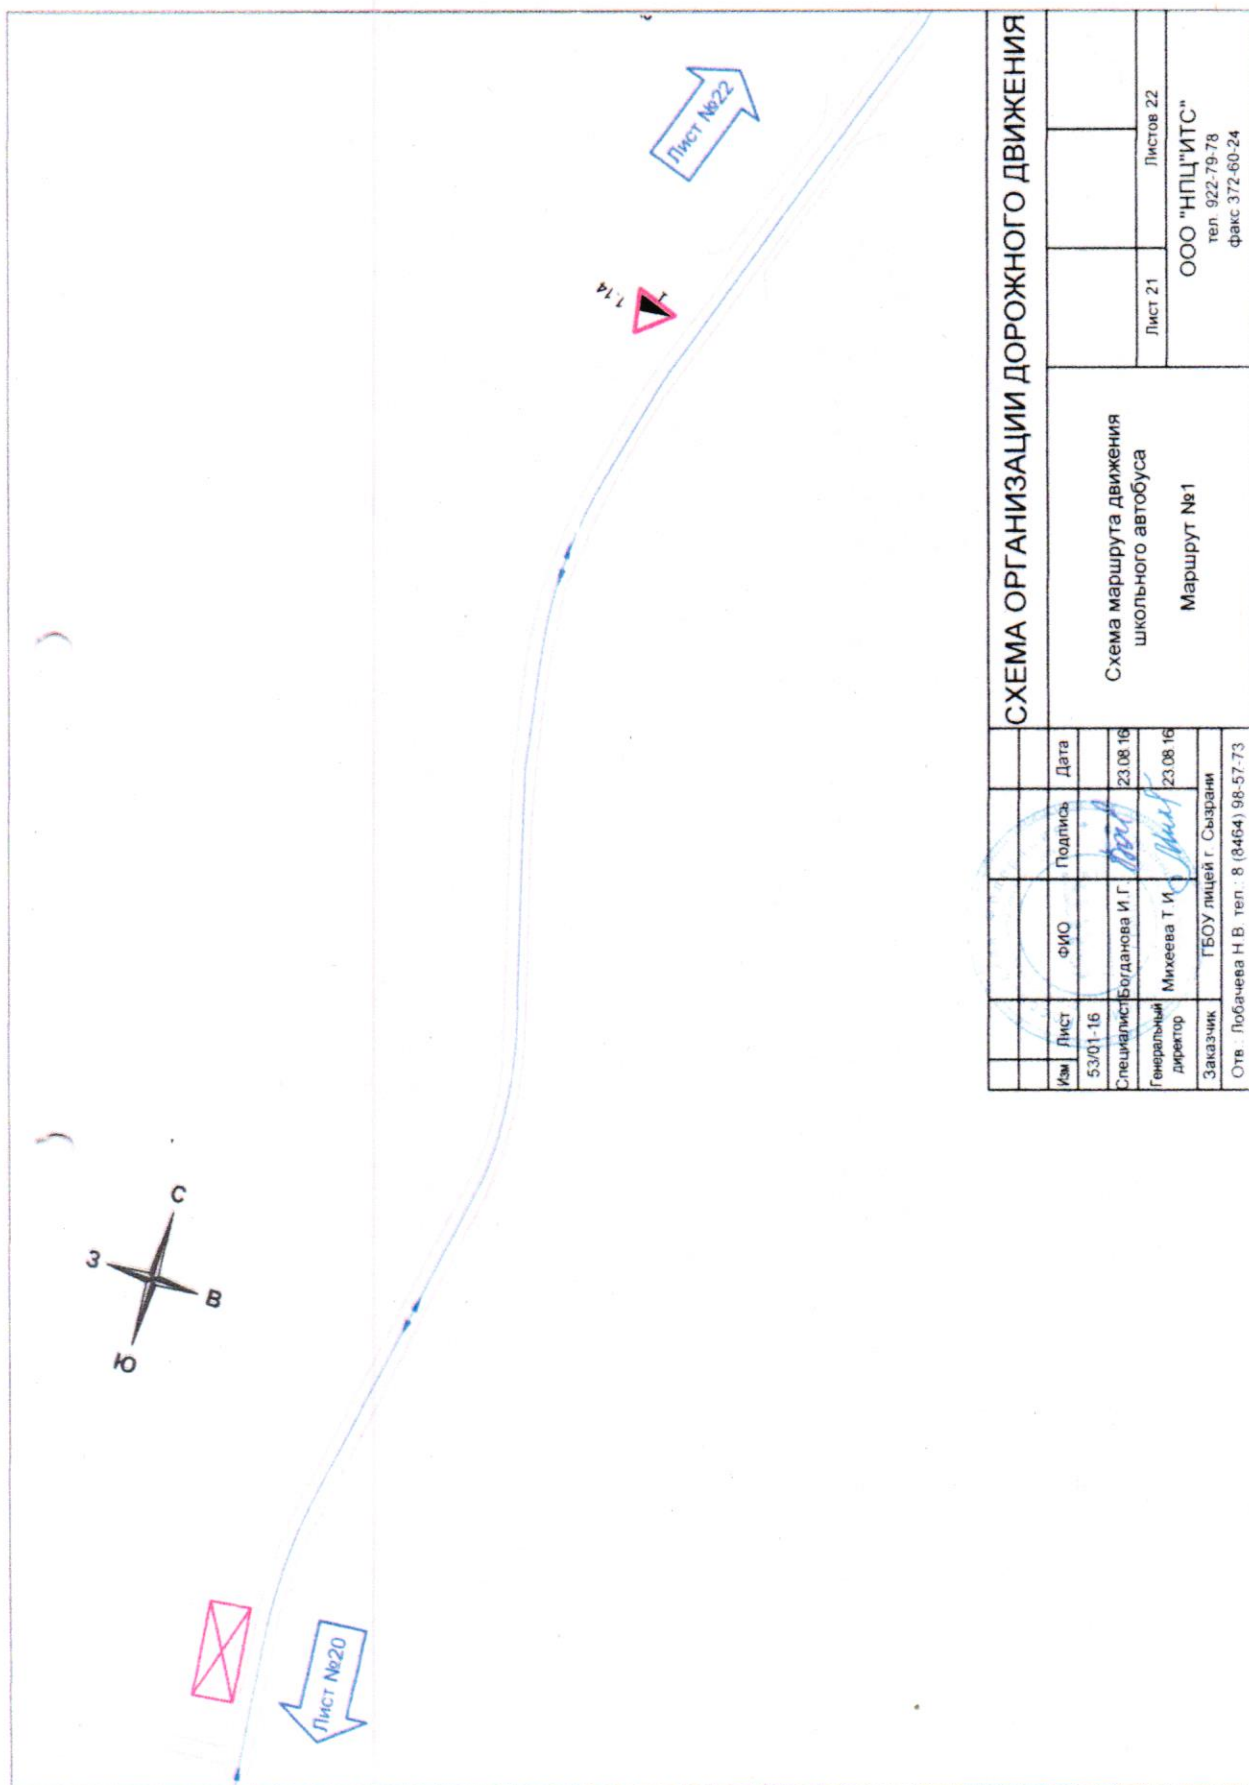 Лист №22
1.14
С
З
В
Ю
Лист №20
СХЕМА ОРГАНИЗАЦИИ ДОРОЖНОГО ДВИЖЕНИЯ
Изм Лист ФИО Подпись Дата
53/01-16
Специалист Богданова И.Г. 23.08.16
Генеральный
директор
Михеева Т.И. 23.08.16
Заказчик ГБОУ лицей г. Сызрани
Отв.: Лобачева Н.В. тел.: 8 (8464) 98-57-73
Схема маршрута движения
школьного автобуса
Маршрут №1
Лист 21 Листов 22
ООО "НПЦ"ИТС"
тел. 922-79-78
факс 372-60-24